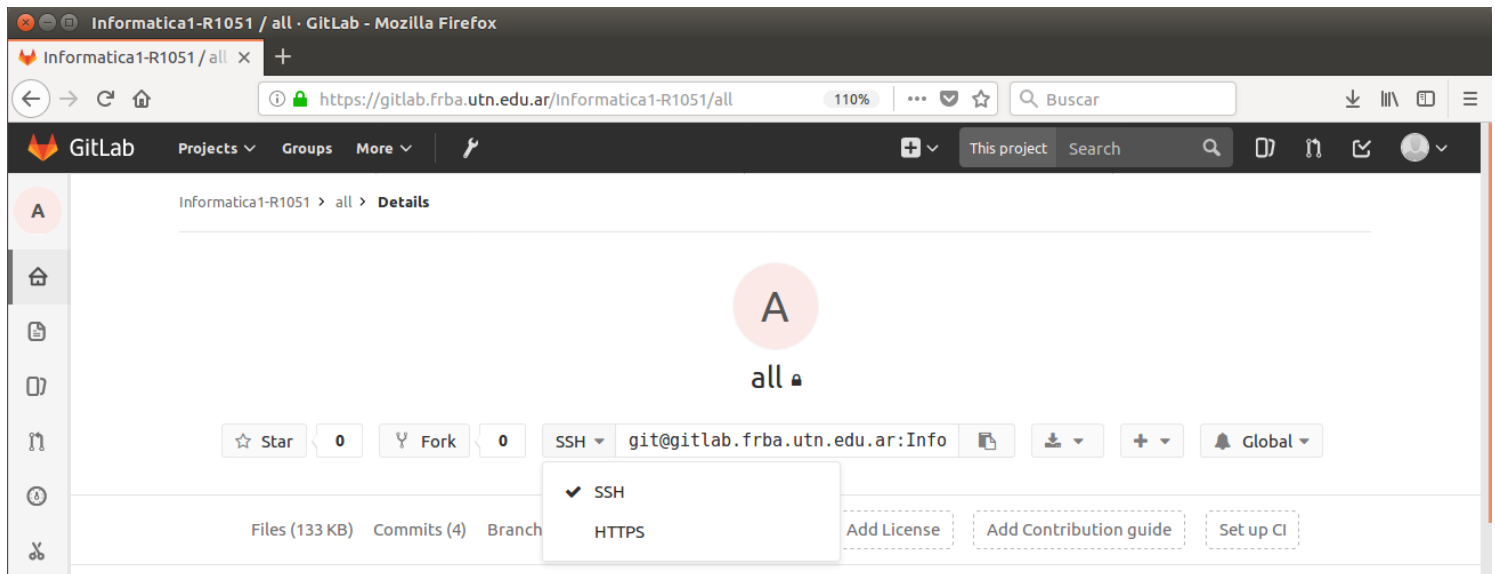 Informatica1-R1051 / all · GitLab - Mozilla Firefox
Informatica1-R1051 / all
https://gitlab.frba.utn.edu.ar/Informatica1-R1051/all 110% Buscar
GitLab Projects Groups More This project Search
A Informatica1-R1051 > all > Details
A
all
Star 0 Fork 0 SSH git@gitlab.frba.utn.edu.ar:Info Global
SSH
HTTPS
Files (133 KB) Commits (4) Branch Add License Add Contribution guide Set up CI